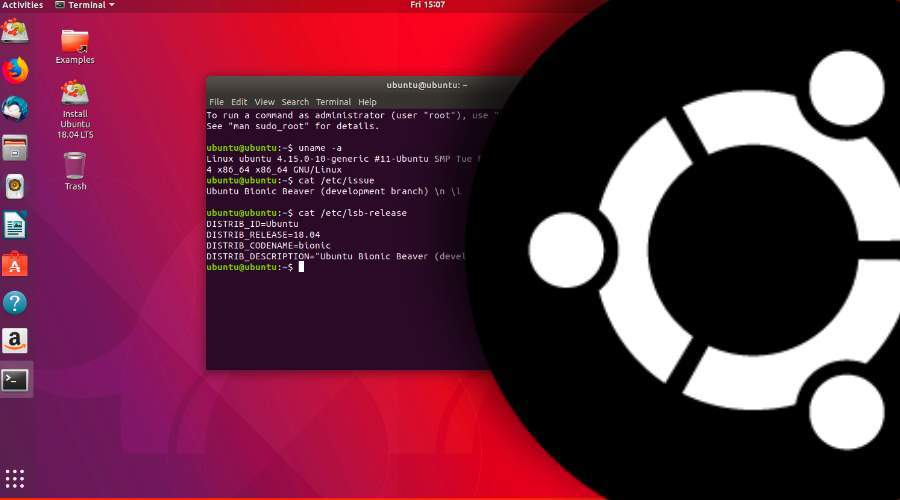 Activities
Terminal
Fri 15:07
Examples
Install
Ubuntu
18.04 LTS
Trash
ubuntu@ubuntu: ~
File Edit View Search Terminal Help
To run a command as administrator (user "root"), use "
See "man sudo_root" for details.
ubuntu@ubuntu:~$ uname -a
Linux ubuntu 4.15.0-10-generic #11-Ubuntu SMP Tue
4 x86_64 x86_64 GNU/Linux
ubuntu@ubuntu:~$ cat /etc/issue
Ubuntu Bionic Beaver (development branch) \n \l
ubuntu@ubuntu:~$ cat /etc/lsb-release
DISTRIB_ID=Ubuntu
DISTRIB_RELEASE=18.04
DISTRIB_CODENAME=bionic
DISTRIB_DESCRIPTION="Ubuntu Bionic Beaver (devel
ubuntu@ubuntu:~$